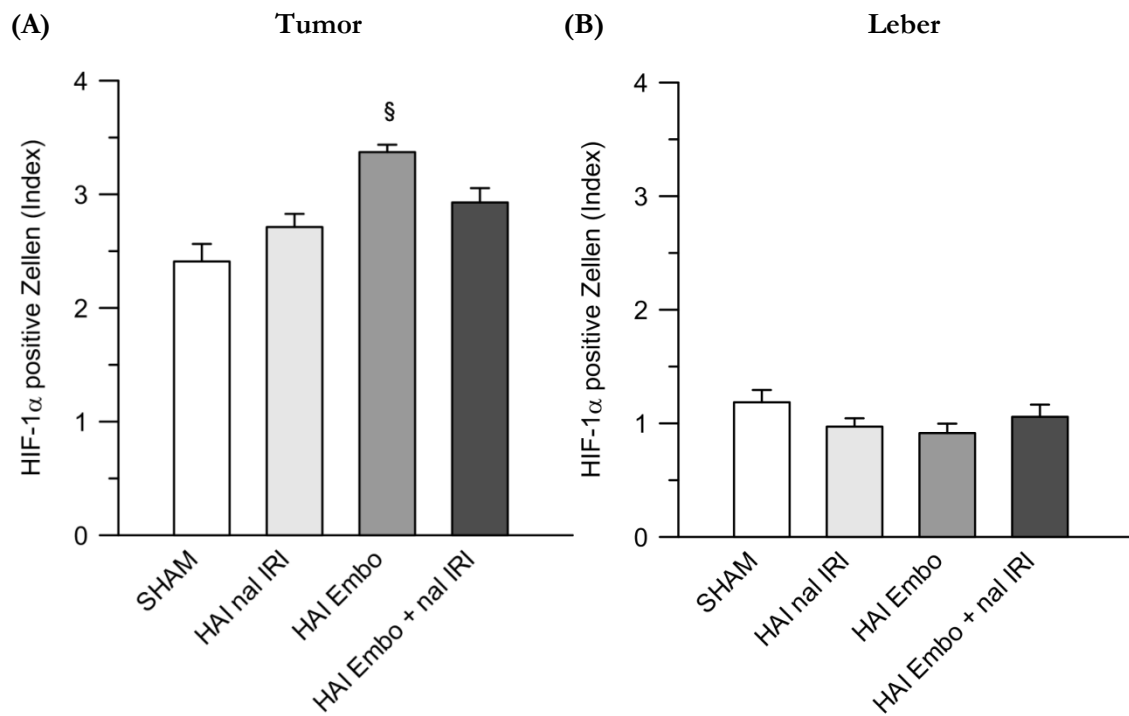 (A) Tumor
HIF-1α positive Zellen (Index)
4
3
2
1
0
§
SHAM
HAI nal IRI
HAI Embo
HAI Embo + nal IRI
(B) Leber
HIF-1α positive Zellen (Index)
4
3
2
1
0
SHAM
HAI nal IRI
HAI Embo
HAI Embo + nal IRI